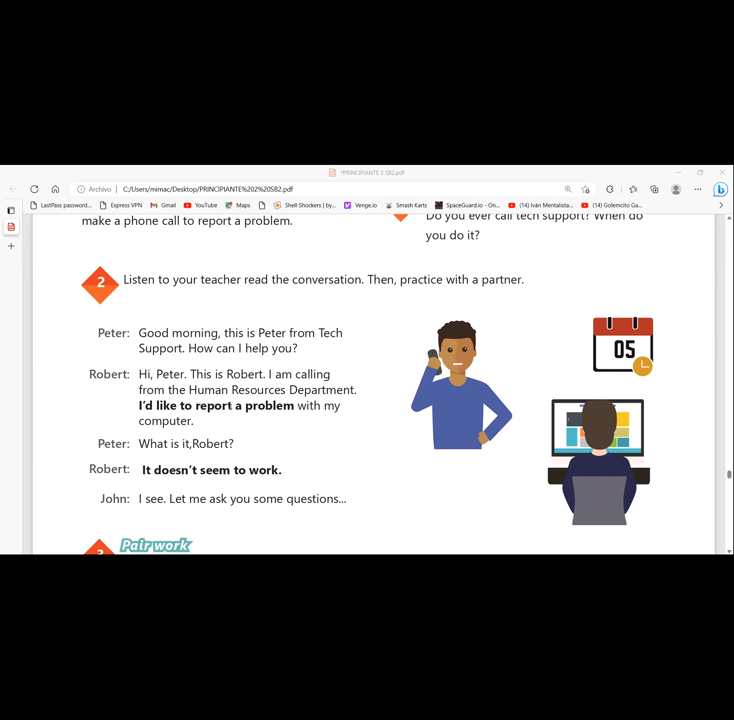 *PRINCIPIANTE 2 SB2.pdf
Archivo | C:/Users/mimac/Desktop/PRINCIPIANTE%202%20SB2.pdf
LastPass password... Express VPN Gmail YouTube Maps Shell Shockers | by... Venge.io Smash Karts SpaceGuard.io - On... (14) Iván Mentalista... (14) Golemcito Ga...
make a phone call to report a problem.
Do you ever call tech support? When do
you do it?
2 Listen to your teacher read the conversation. Then, practice with a partner.
Peter: Good morning, this is Peter from Tech
Support. How can I help you?
Robert: Hi, Peter. This is Robert. I am calling
from the Human Resources Department.
I'd like to report a problem with my
computer.
Peter: What is it,Robert?
Robert: It doesn't seem to work.
John: I see. Let me ask you some questions...
05
3 Pair work